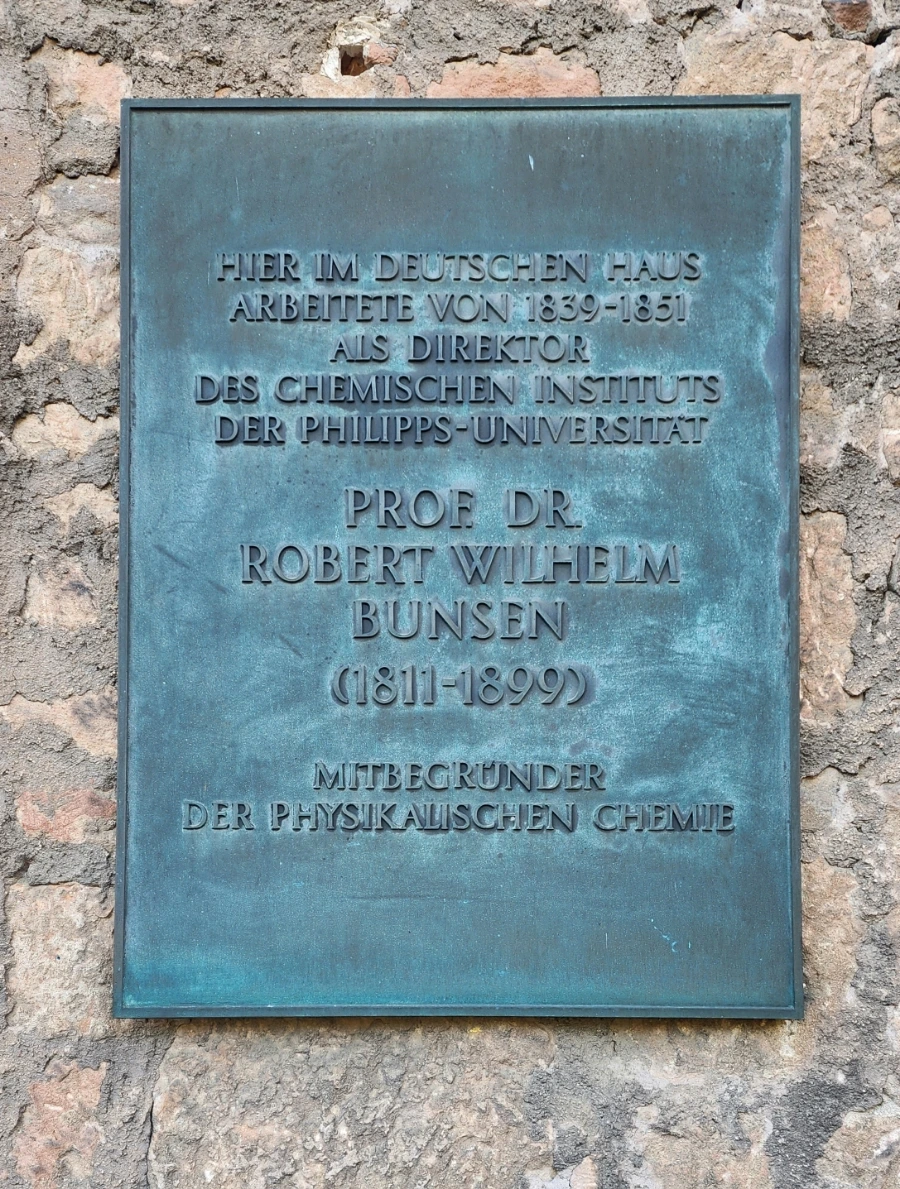 HIER IM DEUTSCHEN HAUS
ARBEITETE VON 1839-1851
ALS DIREKTOR
DES CHEMISCHEN INSTITUTS
DER PHILIPPS-UNIVERSITÄT
PROF. DR.
ROBERT WILHELM
BUNSEN
(1811-1899)
MITBEGRÜNDER
DER PHYSIKALISCHEN CHEMIE